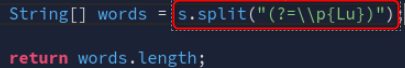 String[] words = s.split("(?=\\p{Lu})");
return words.length;